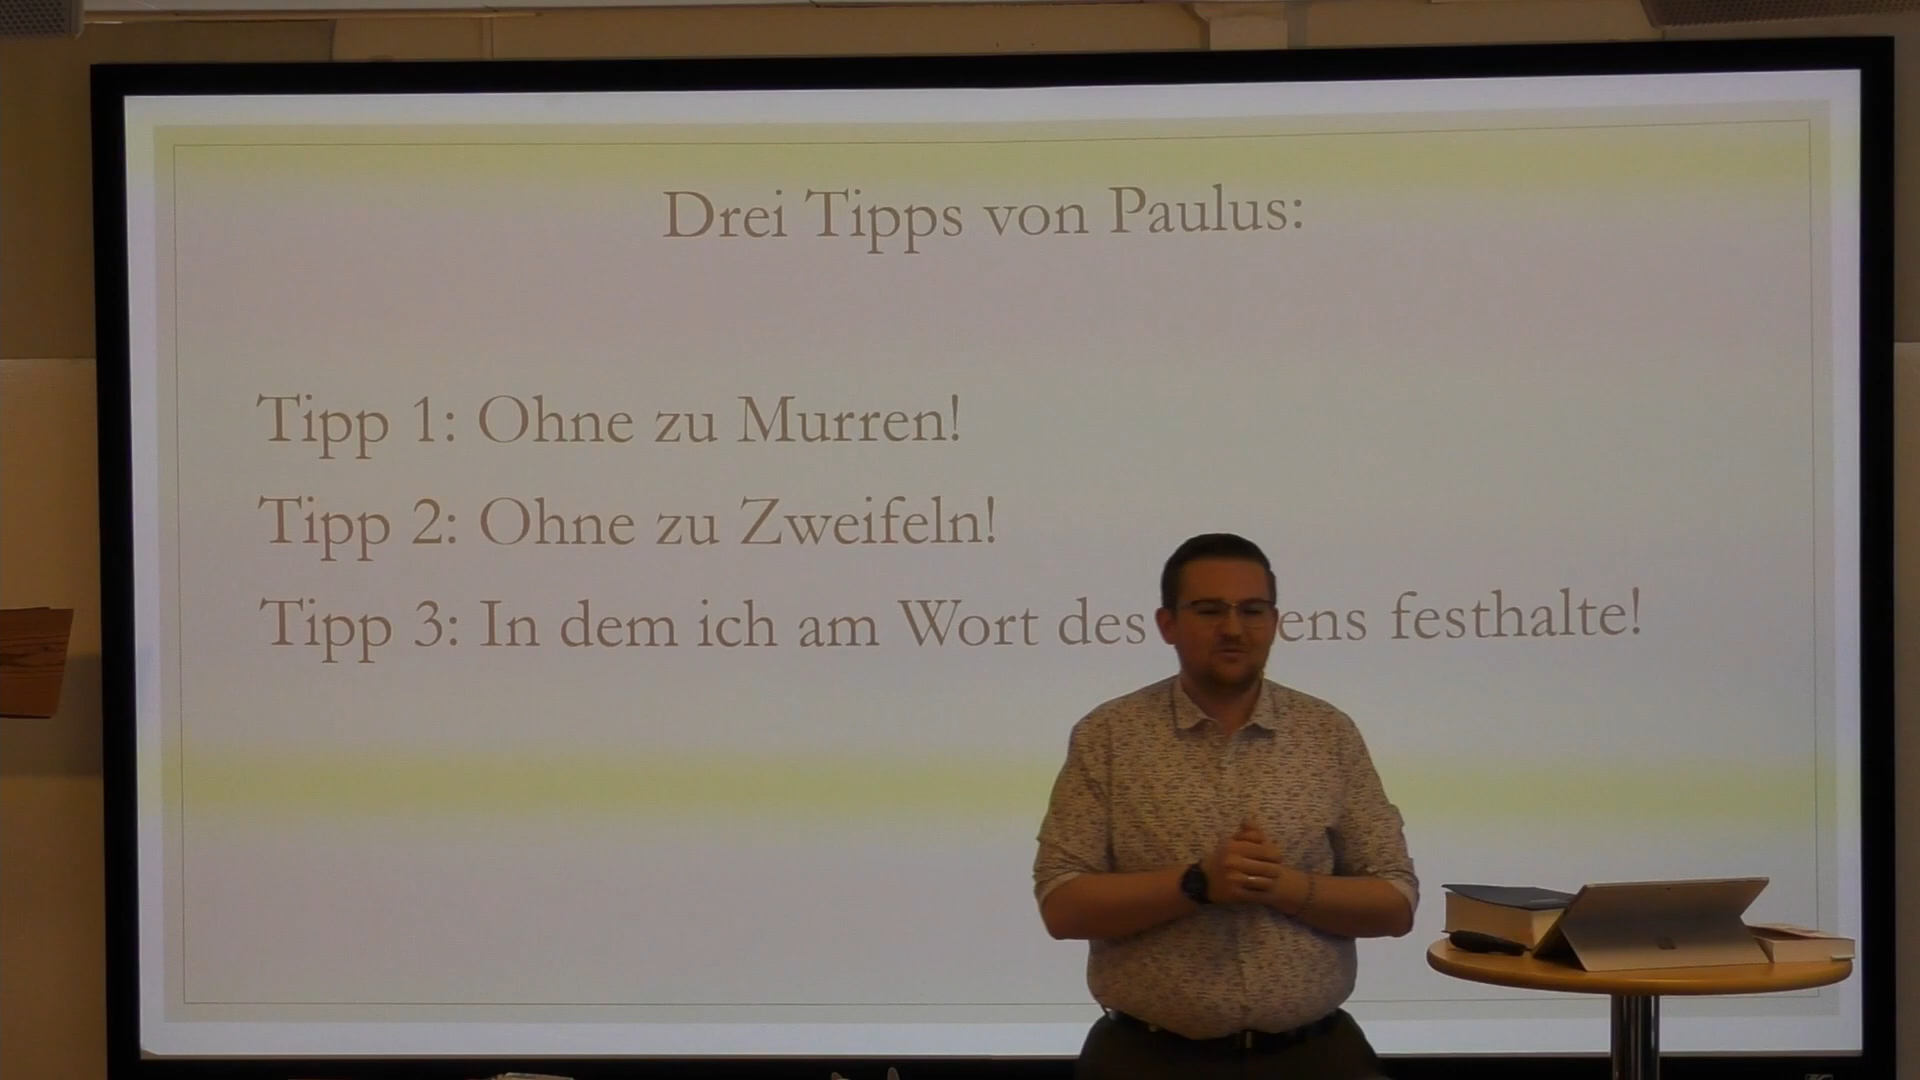 Drei Tipps von Paulus:
Tipp 1: Ohne zu Murren!
Tipp 2: Ohne zu Zweifeln!
Tipp 3: In dem ich am Wort des festhalte!